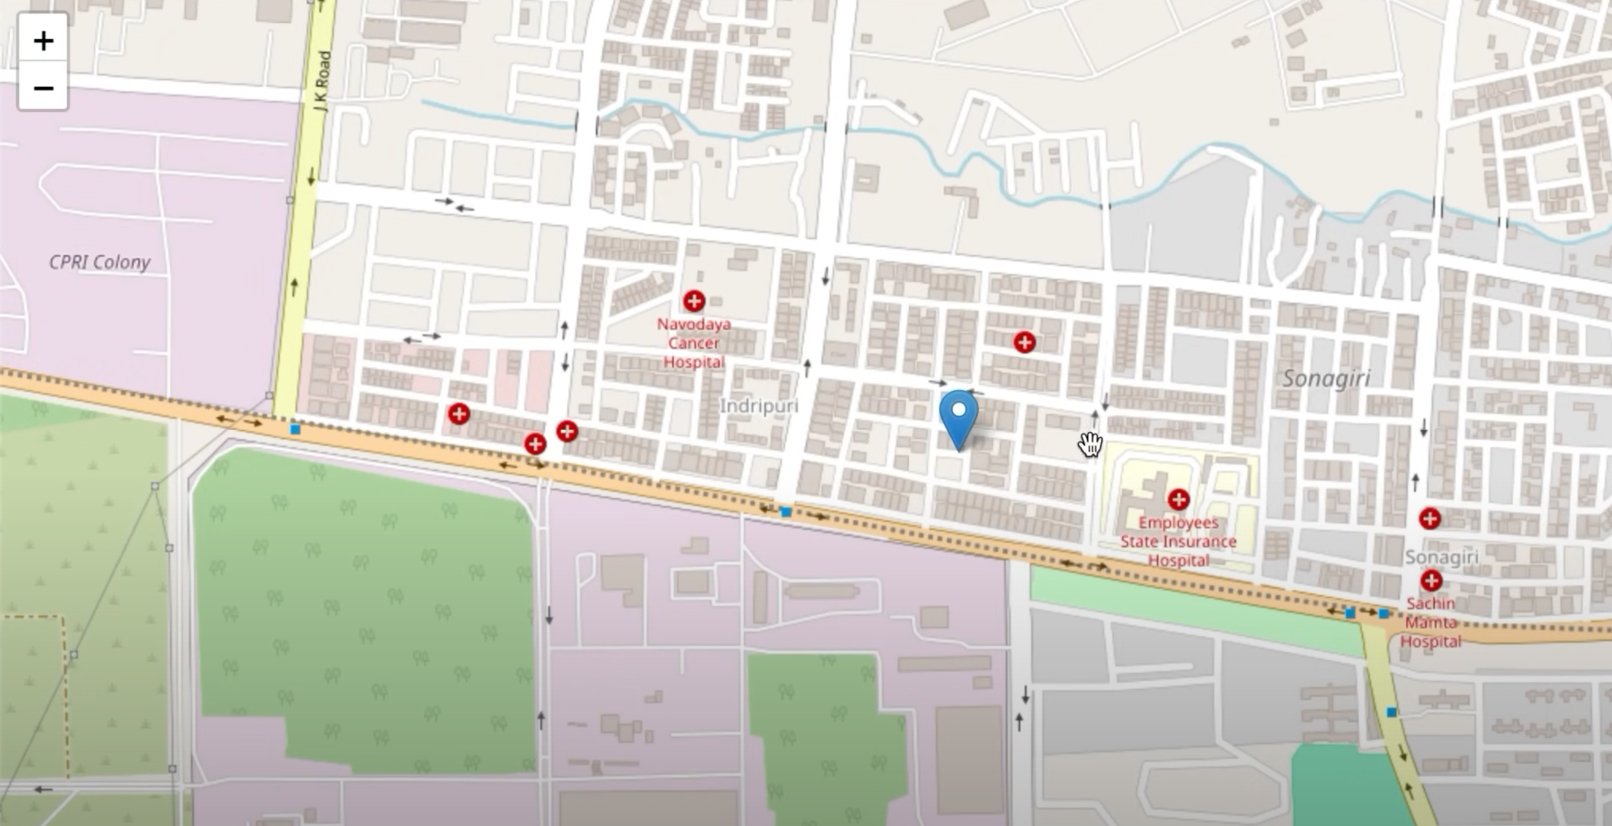 +
−
J K Road
CPRI Colony
Navodaya
Cancer
Hospital
Indripuri
Sonagiri
Employees
State Insurance
Hospital
Sonagiri
Sachin
Mamta
Hospital